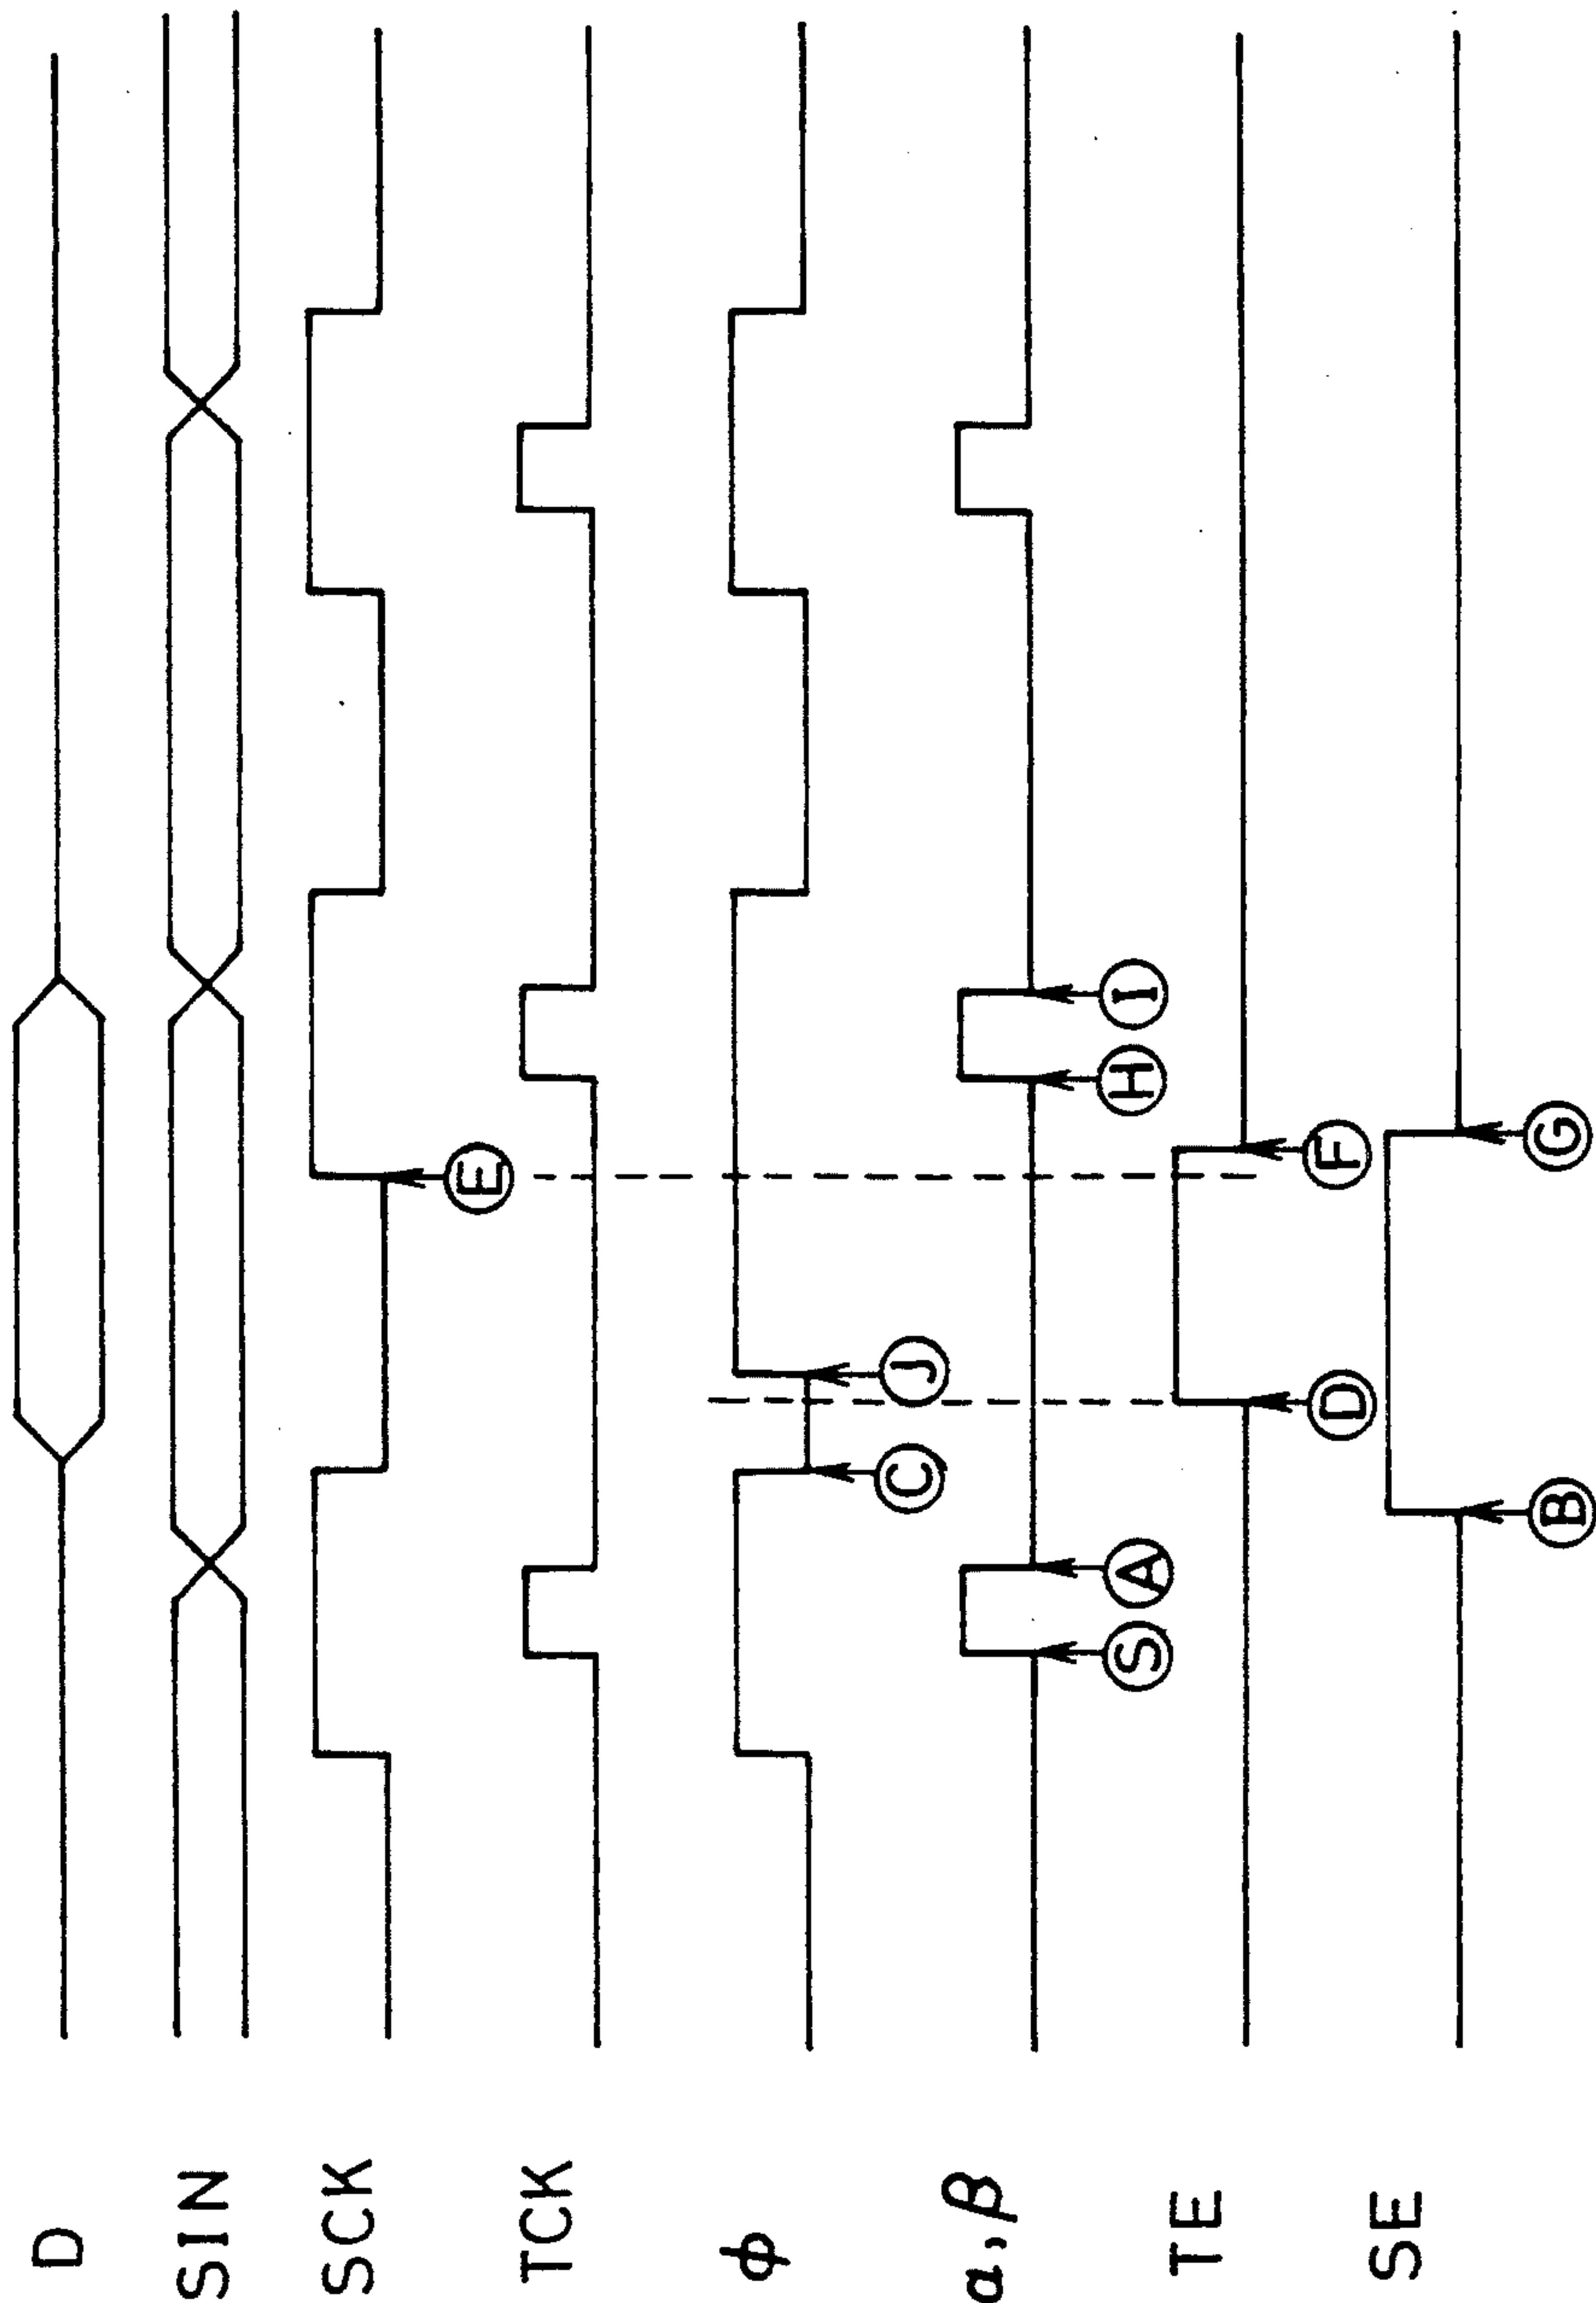 D
SIN
SCK
E
TCK
ϕ
C J
α, β
S A H I
TE
D F
SE
B G